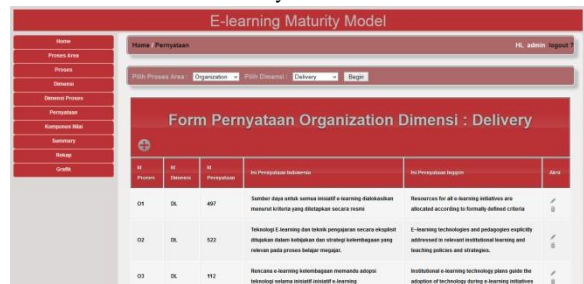 E-learning Maturity Model
Home
Proses Area
Proses
Dimensi
Dimensi Proses
Pernyataan
Komponen Nilai
Summary
Rekap
Grafik
Home / Pernyataan
Hi, admin logout ?
Pilih Proses Area : Organization Pilih Dimensi : Delivery Begin
Form Pernyataan Organization Dimensi : Delivery
Id Proses Id Dimensi Id Pernyataan Isi Pernyataan Indonesia Isi Pernyataan Inggris Aksi
O1 DL 497
Sumber daya untuk semua inisiatif e-learning dialokasikan
menurut kriteria yang ditetapkan secara resmi
Resources for all e-learning initiatives are
allocated according to formally defined criteria
O2 DL 522
Teknologi E-learning dan teknik pengajaran secara eksplisit
ditujukan dalam kebijakan dan strategi kelembagaan yang
relevan pada proses belajar megajar.
E-learning technologies and pedagogies explicitly
addressed in relevant institutional learning and
teaching policies and strategies.
O3 DL 112
Rencana e-learning kelembagaan memandu adopsi
teknologi selama inisiatif-inisiatif e-learning
Institutional e-learning technology plans guide the
adoption of technology during e-learning initiatives